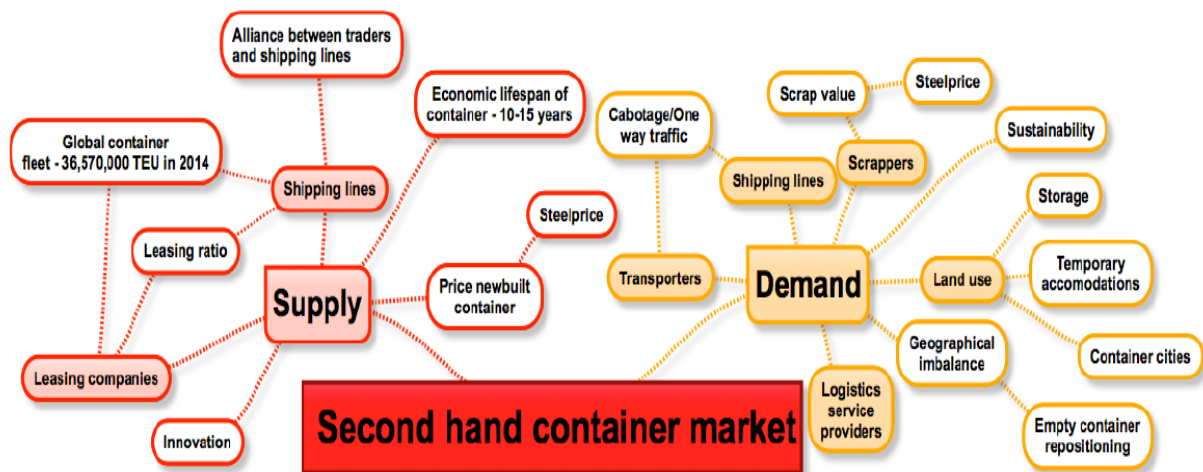 Alliance between traders
and shipping lines
Economic lifespan of
container - 10-15 years
Global container
fleet - 36,570,000 TEU in 2014
Shipping lines
Leasing ratio
Steelprice
Price newbuilt
container
Supply
Leasing companies
Innovation
Second hand container market
Scrap value
Steelprice
Cabotage/One
way traffic
Sustainability
Scrappers
Shipping lines
Storage
Transporters
Demand
Land use
Temporary
accomodations
Geographical
imbalance
Container cities
Logistics
service
providers
Empty container
repositioning